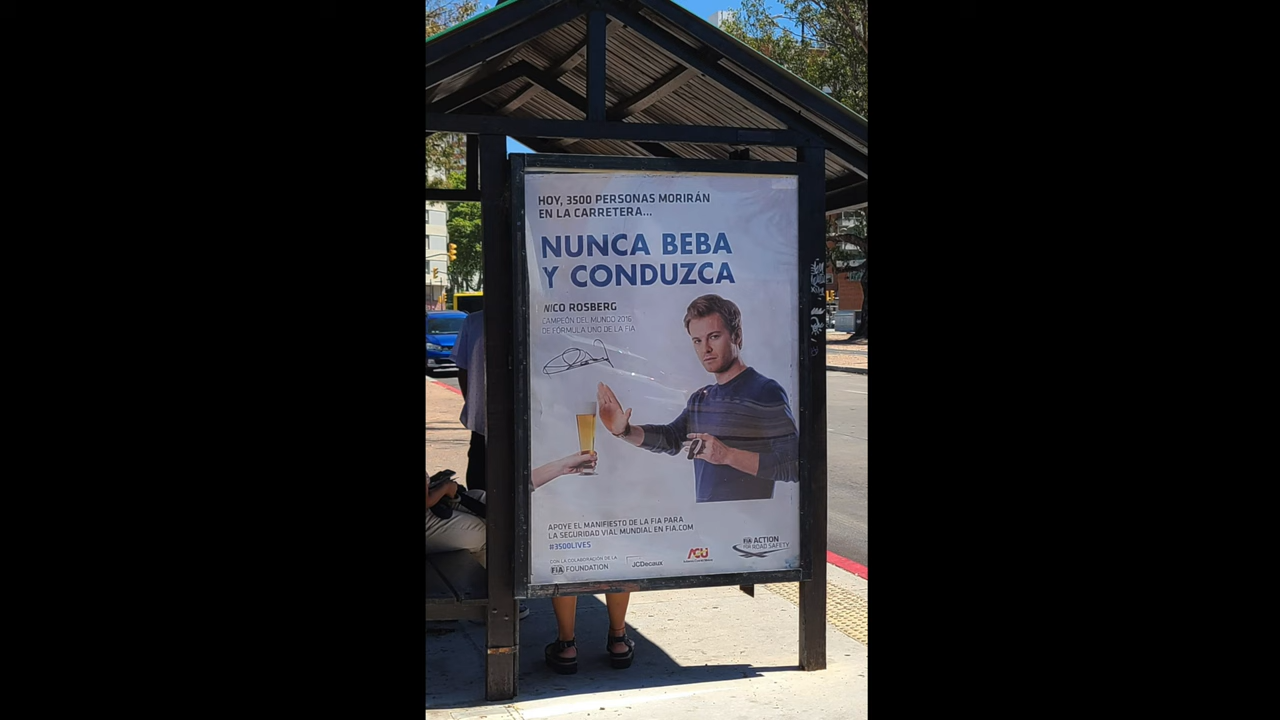 HOY, 3500 PERSONAS MORIRÁN
EN LA CARRETERA...
NUNCA BEBA
Y CONDUZCA
NICO ROSBERG
CAMPEÓN DEL MUNDO 2016
DE FÓRMULA UNO DE LA FIA
APOYE EL MANIFIESTO DE LA FIA PARA
LA SEGURIDAD VIAL MUNDIAL EN FIA.COM
#3500LIVES
CON LA COLABORACIÓN DE LA
FIA FOUNDATION
JCDecaux
ACU
FIA ACTION
FOR ROAD SAFETY